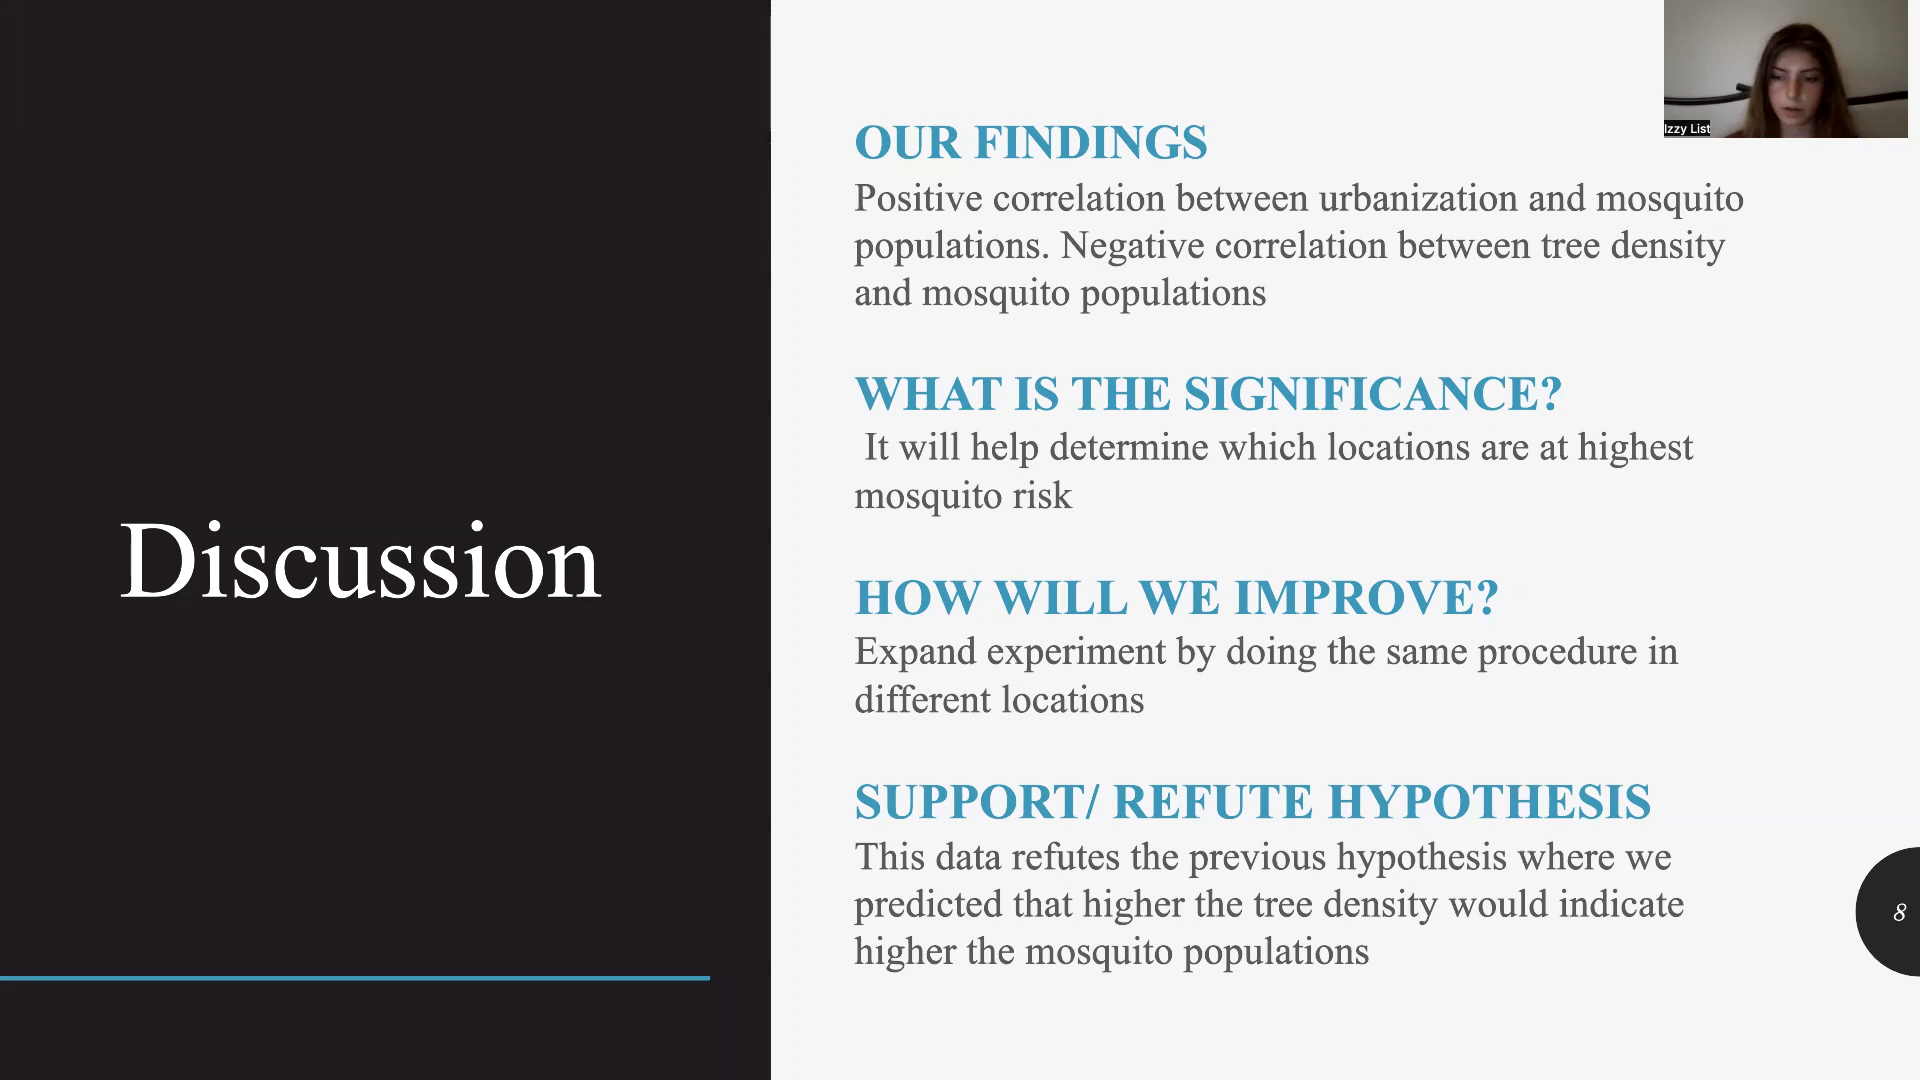 Izzy List
OUR FINDINGS
Positive correlation between urbanization and mosquito
populations. Negative correlation between tree density
and mosquito populations
WHAT IS THE SIGNIFICANCE?
It will help determine which locations are at highest
mosquito risk
Discussion
HOW WILL WE IMPROVE?
Expand experiment by doing the same procedure in
different locations
SUPPORT/ REFUTE HYPOTHESIS
This data refutes the previous hypothesis where we
predicted that higher the tree density would indicate
higher the mosquito populations
8